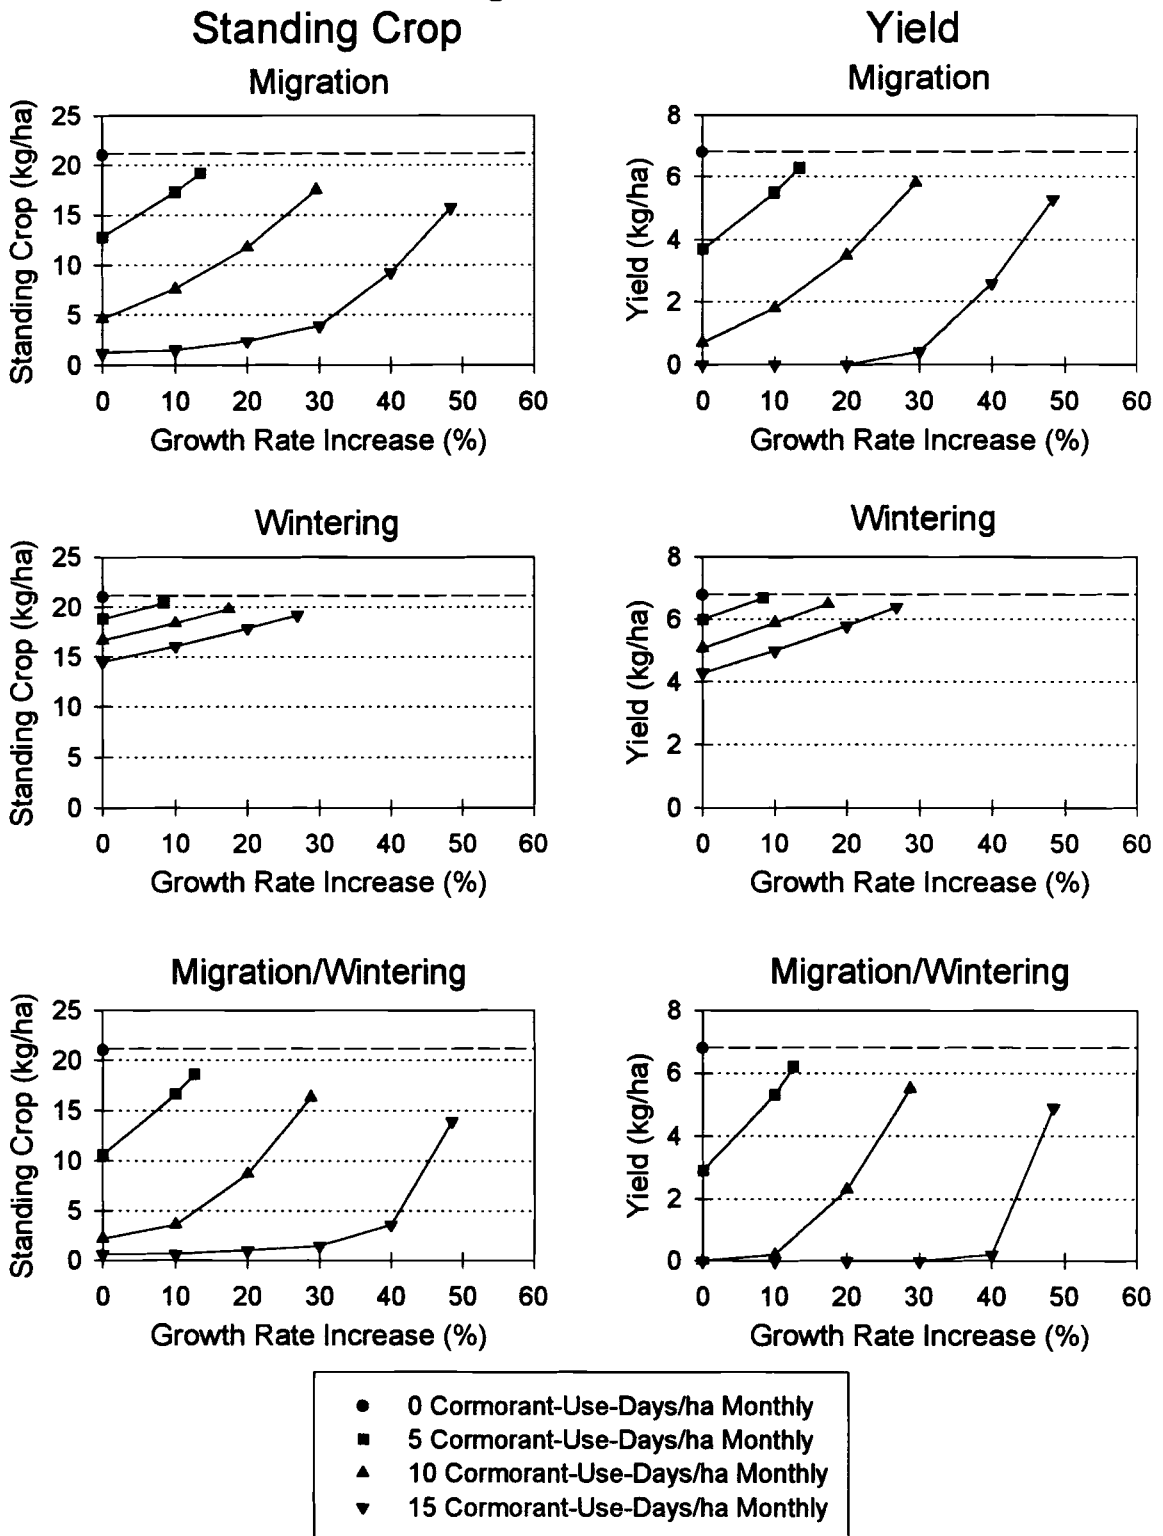 Standing Crop
Yield
Migration
Migration
Standing Crop (kg/ha)
25
20
15
10
5
0
0 10 20 30 40 50 60
Growth Rate Increase (%)
Yield (kg/ha)
8
6
4
2
0
0 10 20 30 40 50 60
Growth Rate Increase (%)
Wintering
Wintering
Standing Crop (kg/ha)
25
20
15
10
5
0
0 10 20 30 40 50 60
Growth Rate Increase (%)
Yield (kg/ha)
8
6
4
2
0
0 10 20 30 40 50 60
Growth Rate Increase (%)
Migration/Wintering
Migration/Wintering
Standing Crop (kg/ha)
25
20
15
10
5
0
0 10 20 30 40 50 60
Growth Rate Increase (%)
Yield (kg/ha)
8
6
4
2
0
0 10 20 30 40 50 60
Growth Rate Increase (%)
0 Cormorant-Use-Days/ha Monthly
5 Cormorant-Use-Days/ha Monthly
10 Cormorant-Use-Days/ha Monthly
15 Cormorant-Use-Days/ha Monthly